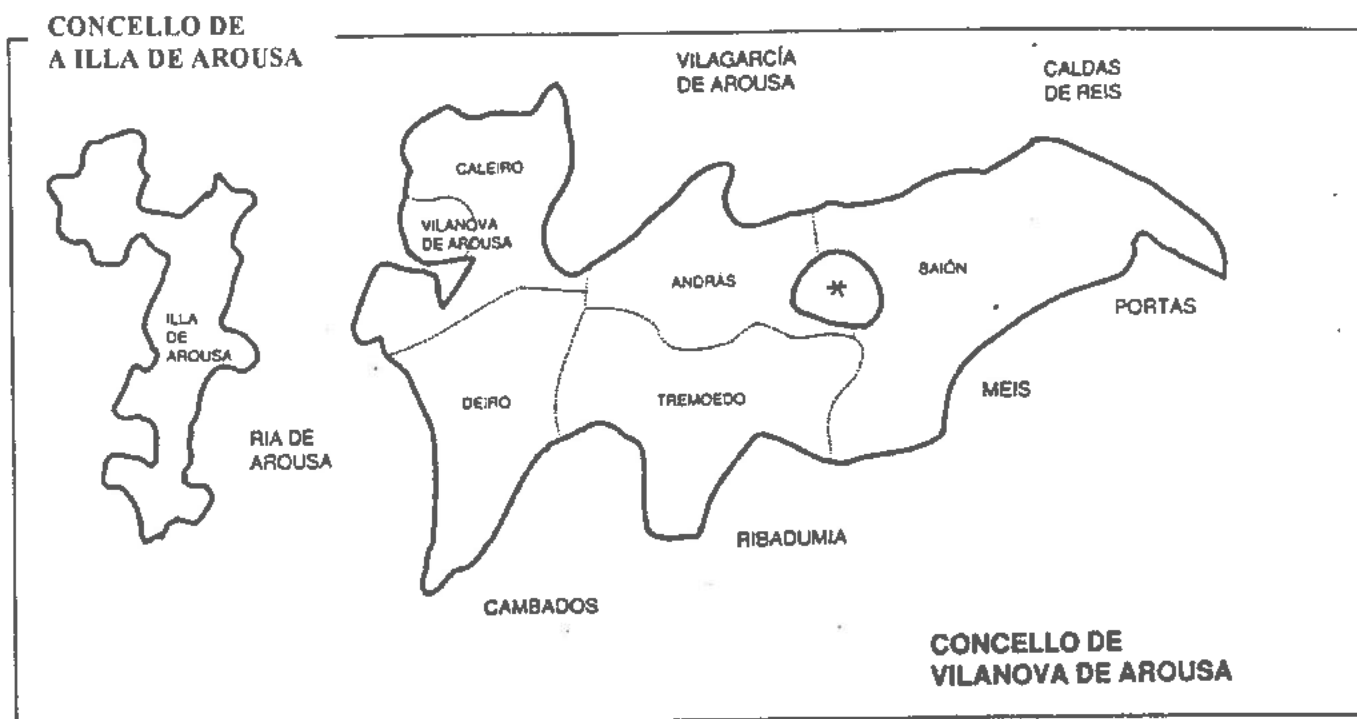 CONCELLO DE
A ILLA DE AROUSA
VILAGARCÍA
DE AROUSA
CALDAS
DE REIS
CALEIRO
VILANOVA
DE AROUSA
ANDRÁS
*
BAIÓN
PORTAS
ILLA
DE
AROUSA
DEIRO
TREMOEDO
MEIS
RIA DE
AROUSA
RIBADUMIA
CAMBADOS
CONCELLO DE
VILANOVA DE AROUSA